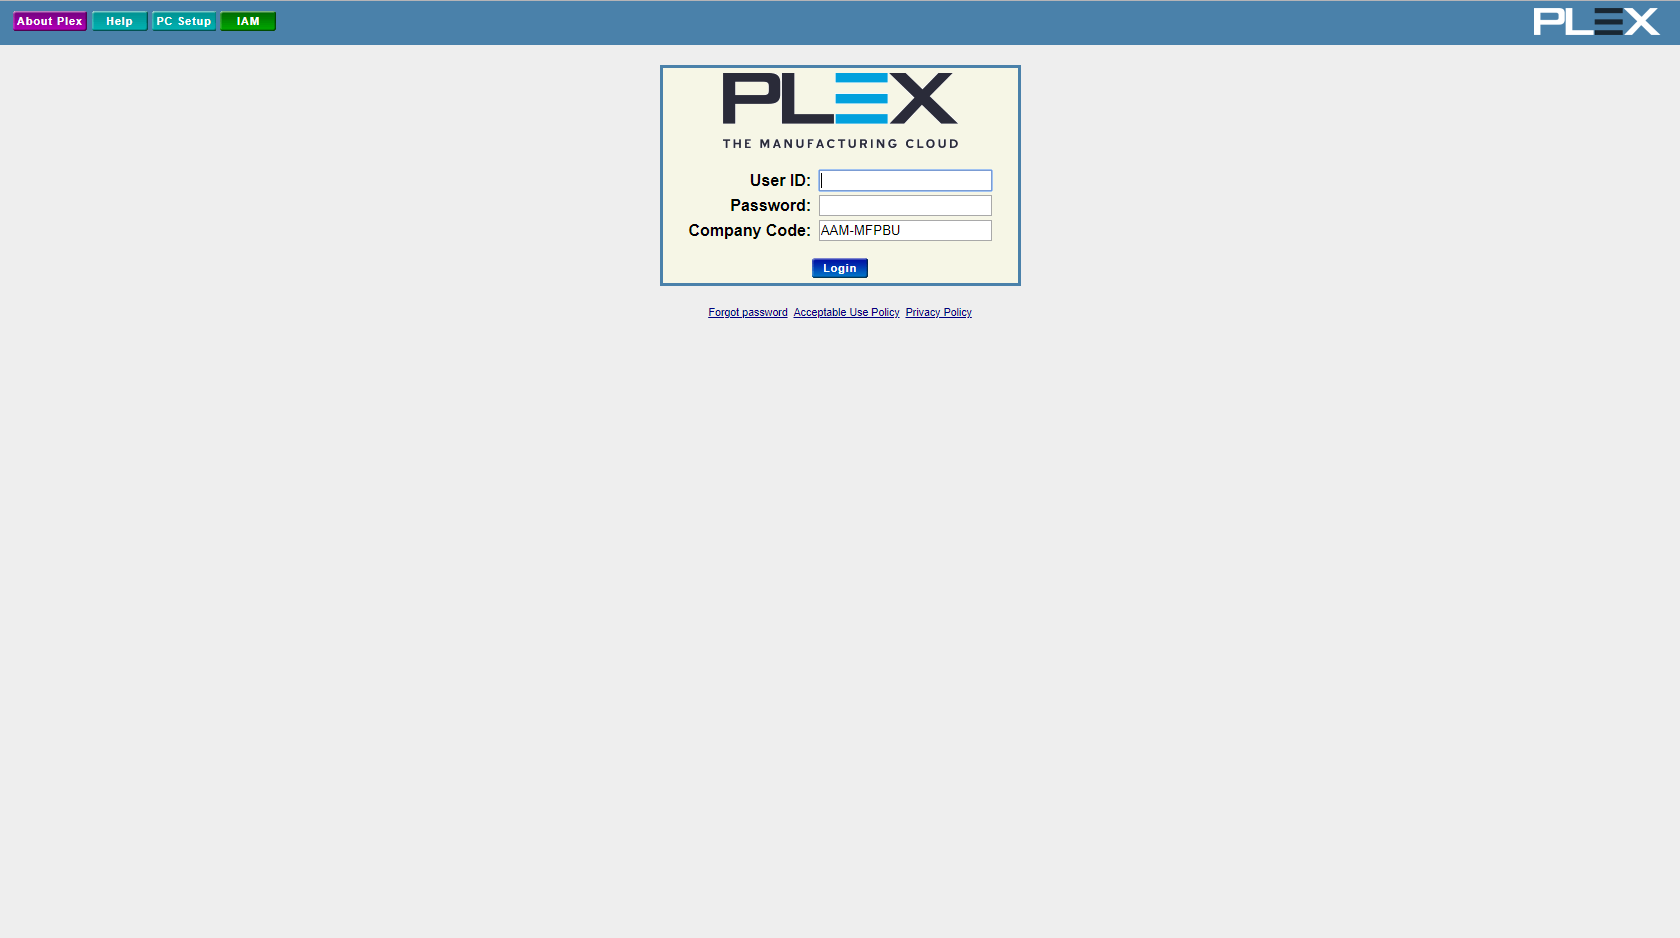 About Plex Help PC Setup IAM
PLEX
PLEX
THE MANUFACTURING CLOUD
User ID:
Password:
Company Code: AAM-MFPBU
Login
Forgot password Acceptable Use Policy Privacy Policy